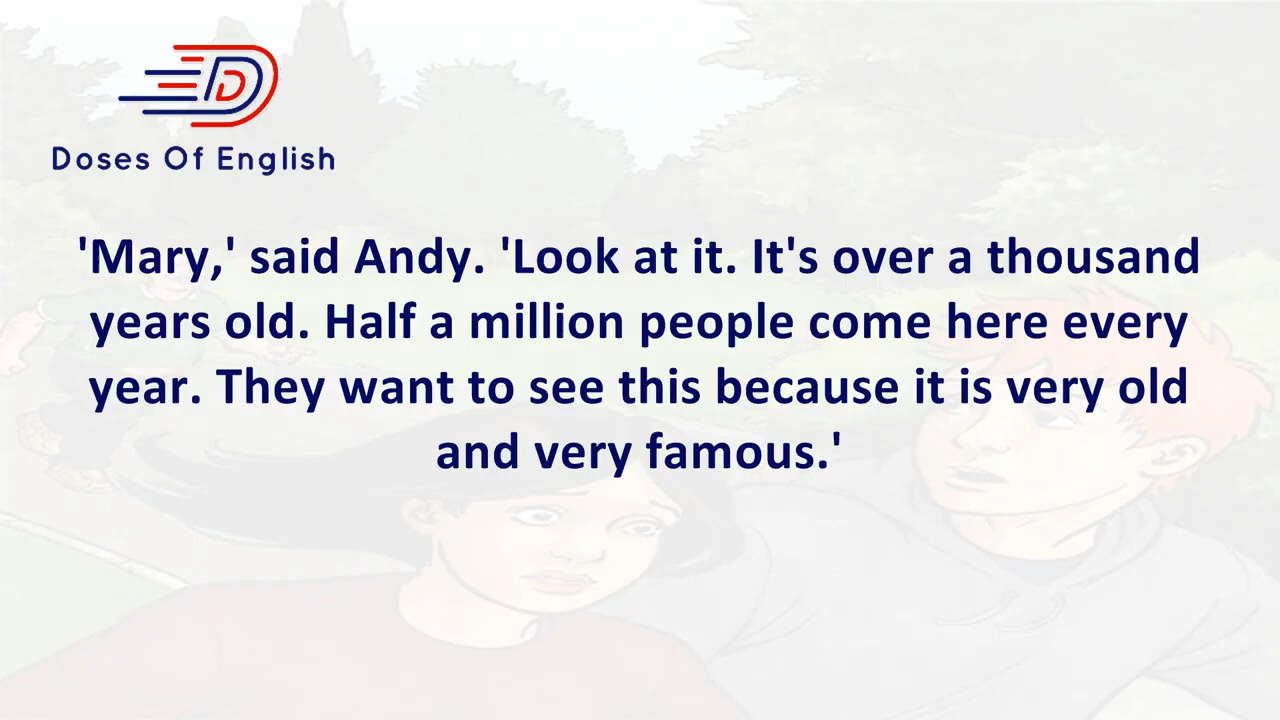 Doses Of English
'Mary,' said Andy. 'Look at it. It's over a thousand
years old. Half a million people come here every
year. They want to see this because it is very old
and very famous.'